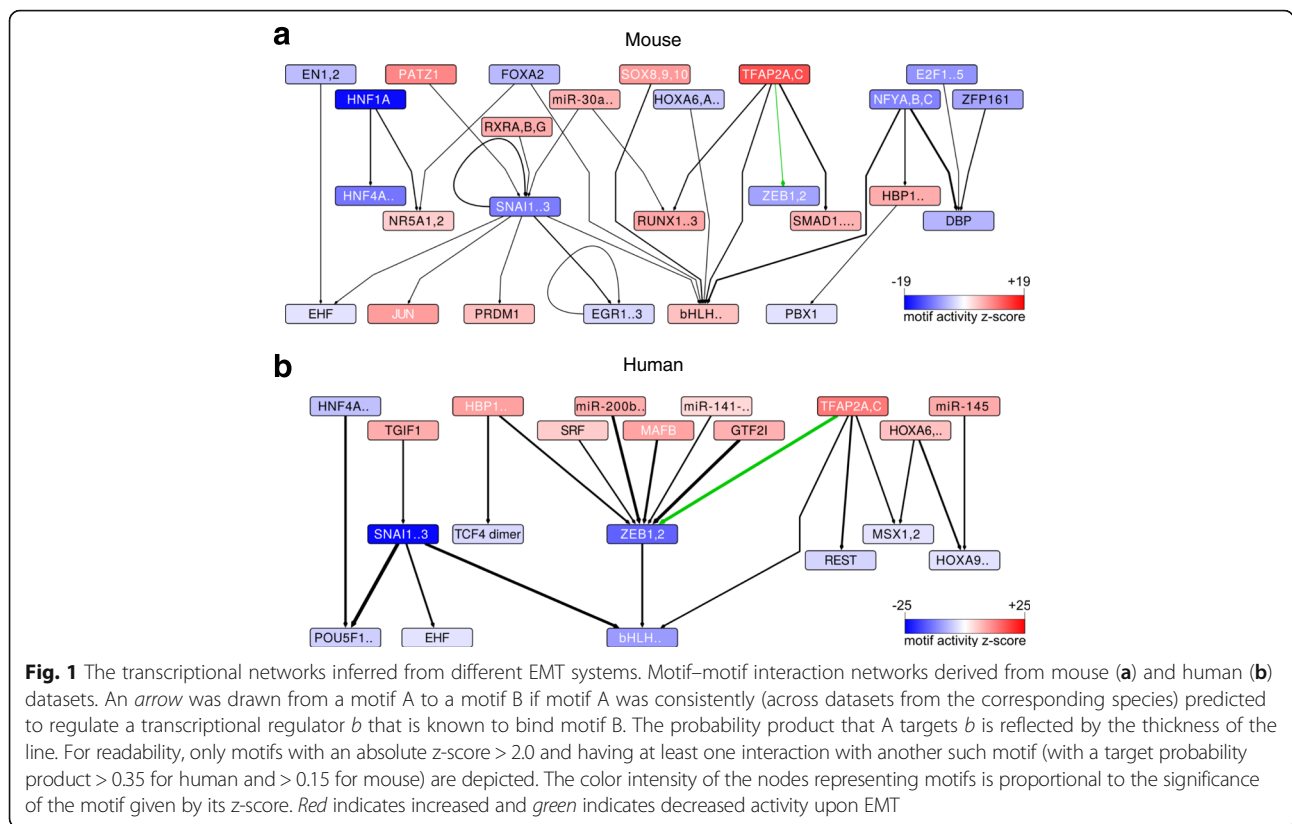 a
Mouse
EN1,2 PATZ1 FOXA2 SOX8,9,10 TFAP2A,C E2F1..5
HNF1A miR-30a.. HOXA6,A.. NFYA,B,C ZFP161
RXRA,B,G
HNF4A.. SNAI1..3 ZEB1,2 HBP1..
NR5A1,2 RUNX1..3 SMAD1.... DBP
-19 +19
motif activity z-score
EHF JUN PRDM1 EGR1..3 bHLH.. PBX1
b
Human
HNF4A.. HBP1.. miR-200b.. miR-141-.. TFAP2A,C miR-145
TGIF1 SRF MAFB GTF2I HOXA6,..
SNAI1..3 TCF4 dimer ZEB1,2 MSX1,2
REST HOXA9..
-25 +25
motif activity z-score
POU5F1.. EHF bHLH..
Fig. 1 The transcriptional networks inferred from different EMT systems. Motif–motif interaction networks derived from mouse (a) and human (b)
datasets. An arrow was drawn from a motif A to a motif B if motif A was consistently (across datasets from the corresponding species) predicted
to regulate a transcriptional regulator b that is known to bind motif B. The probability product that A targets b is reflected by the thickness of the
line. For readability, only motifs with an absolute z-score > 2.0 and having at least one interaction with another such motif (with a target probability
product > 0.35 for human and > 0.15 for mouse) are depicted. The color intensity of the nodes representing motifs is proportional to the significance
of the motif given by its z-score. Red indicates increased and green indicates decreased activity upon EMT